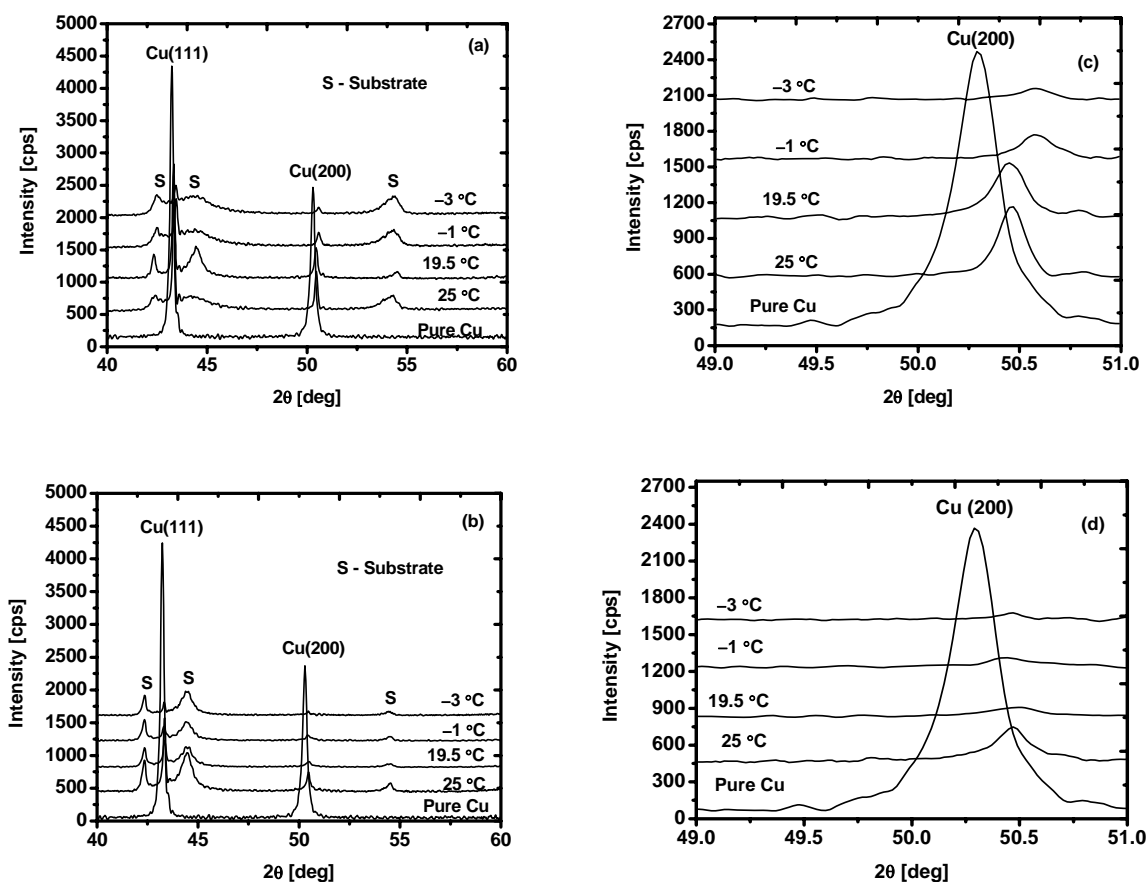 (a)
Cu(111)
S - Substrate
Cu(200)
S
S
S
–3 °C
–1 °C
19.5 °C
25 °C
Pure Cu
Intensity [cps]
5000
4500
4000
3500
3000
2500
2000
1500
1000
500
0
40 45 50 55 60
2θ [deg]
(c)
Cu(200)
–3 °C
–1 °C
19.5 °C
25 °C
Pure Cu
Intensity [cps]
2700
2400
2100
1800
1500
1200
900
600
300
0
49.0 49.5 50.0 50.5 51.0
2θ [deg]
(b)
Cu(111)
S - Substrate
Cu(200)
S
S
S
–3 °C
–1 °C
19.5 °C
25 °C
Pure Cu
Intensity [cps]
5000
4500
4000
3500
3000
2500
2000
1500
1000
500
0
40 45 50 55 60
2θ [deg]
(d)
Cu (200)
–3 °C
–1 °C
19.5 °C
25 °C
Pure Cu
Intensity [cps]
2700
2400
2100
1800
1500
1200
900
600
300
0
49.0 49.5 50.0 50.5 51.0
2θ [deg]